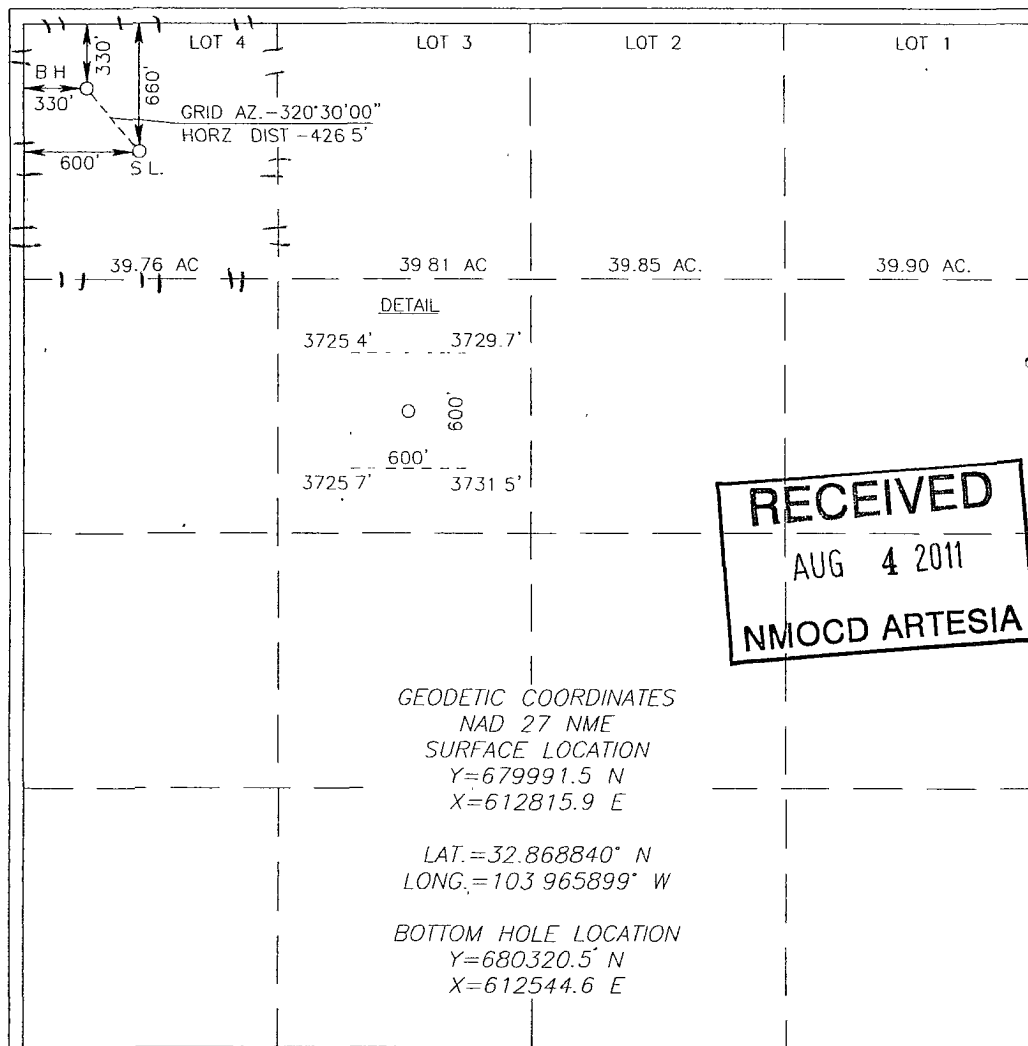 LOT 4 LOT 3 LOT 2 LOT 1
330'
660'
B H
330'
GRID AZ.-320°30'00"
HORZ DIST -426 5'
600'
S L.
39.76 AC 39 81 AC 39.85 AC. 39.90 AC.
DETAIL
3725 4' 3729.7'
600'
600'
3725 7' 3731 5'
RECEIVED
AUG 4 2011
NMOCD ARTESIA
GEODETIC COORDINATES
NAD 27 NME
SURFACE LOCATION
Y=679991.5 N
X=612815.9 E
LAT.=32.868840° N
LONG.=103 965899° W
BOTTOM HOLE LOCATION
Y=680320.5 N
X=612544.6 E